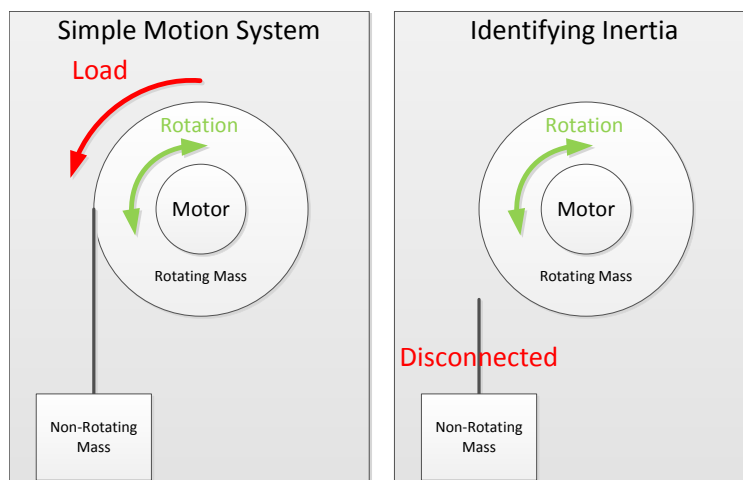 Simple Motion System
Load
Rotation
Motor
Rotating Mass
Non-Rotating
Mass
Identifying Inertia
Rotation
Motor
Rotating Mass
Disconnected
Non-Rotating
Mass